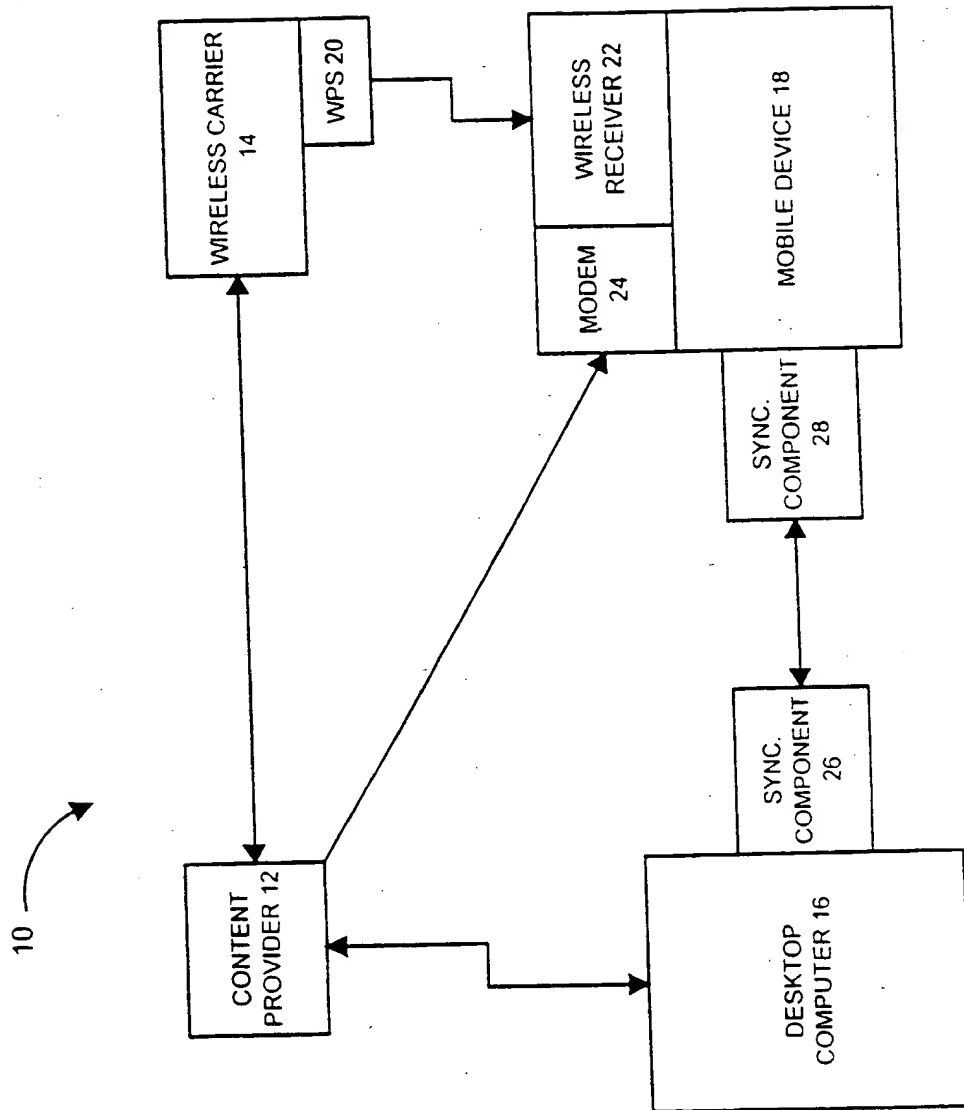 10
CONTENT
PROVIDER 12
WIRELESS CARRIER
14
WPS 20
MODEM
24
WIRELESS
RECEIVER 22
MOBILE DEVICE 18
DESKTOP
COMPUTER 16
SYNC.
COMPONENT
26
SYNC.
COMPONENT
28